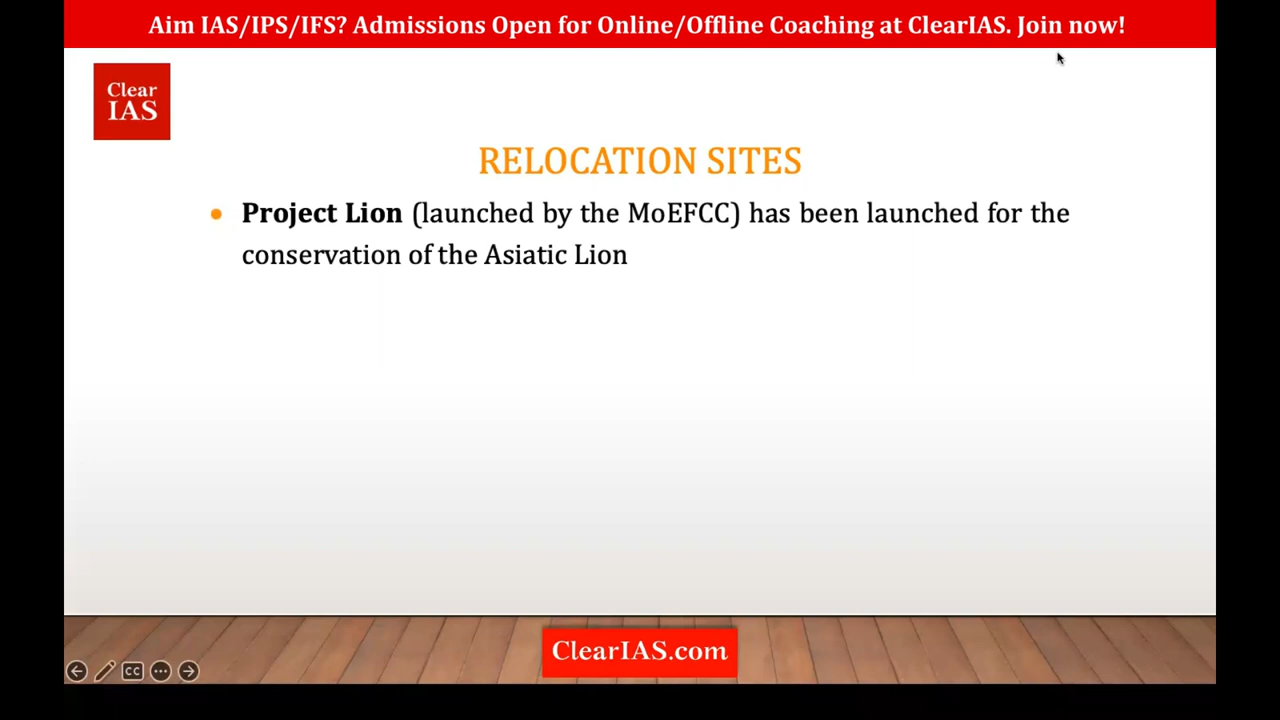 Aim IAS/IPS/IFS? Admissions Open for Online/Offline Coaching at ClearIAS. Join now!
Clear
IAS
RELOCATION SITES
• Project Lion (launched by the MoEFCC) has been launched for the
conservation of the Asiatic Lion
ClearIAS.com
CC